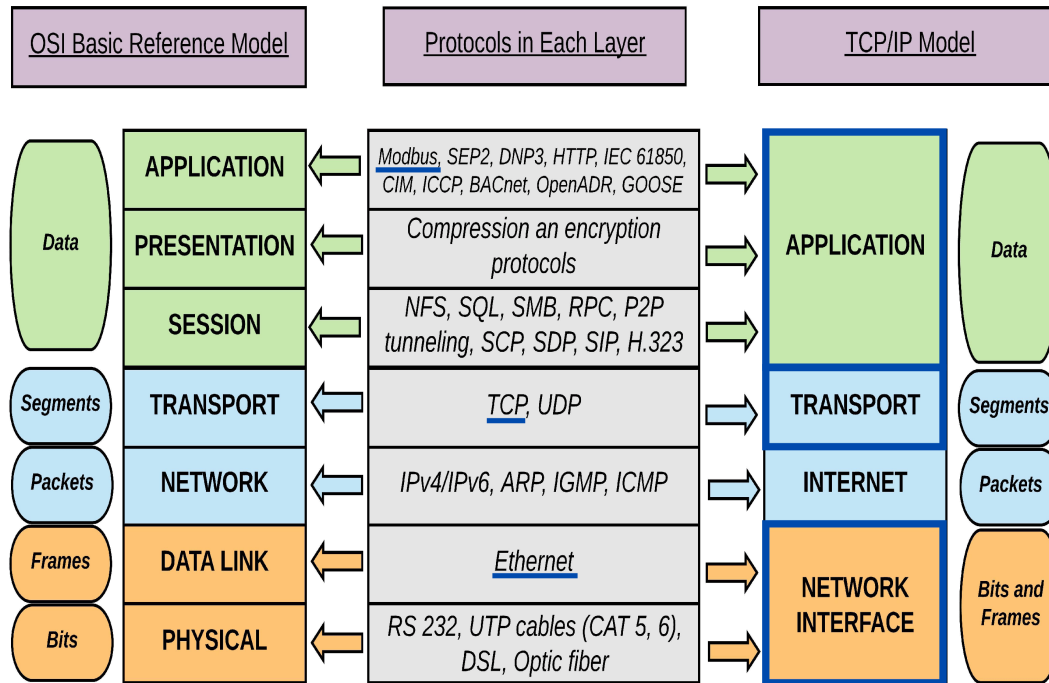 OSI Basic Reference Model
Protocols in Each Layer
TCP/IP Model
Data
APPLICATION
Modbus, SEP2, DNP3, HTTP, IEC 61850,
CIM, ICCP, BACnet, OpenADR, GOOSE
PRESENTATION
Compression an encryption
protocols
SESSION
NFS, SQL, SMB, RPC, P2P
tunneling, SCP, SDP, SIP, H.323
APPLICATION
Data
Segments
TRANSPORT
TCP, UDP
TRANSPORT
Segments
Packets
NETWORK
IPv4/IPv6, ARP, IGMP, ICMP
INTERNET
Packets
Frames
DATA LINK
Ethernet
Bits
PHYSICAL
RS 232, UTP cables (CAT 5, 6),
DSL, Optic fiber
NETWORK
INTERFACE
Bits and
Frames